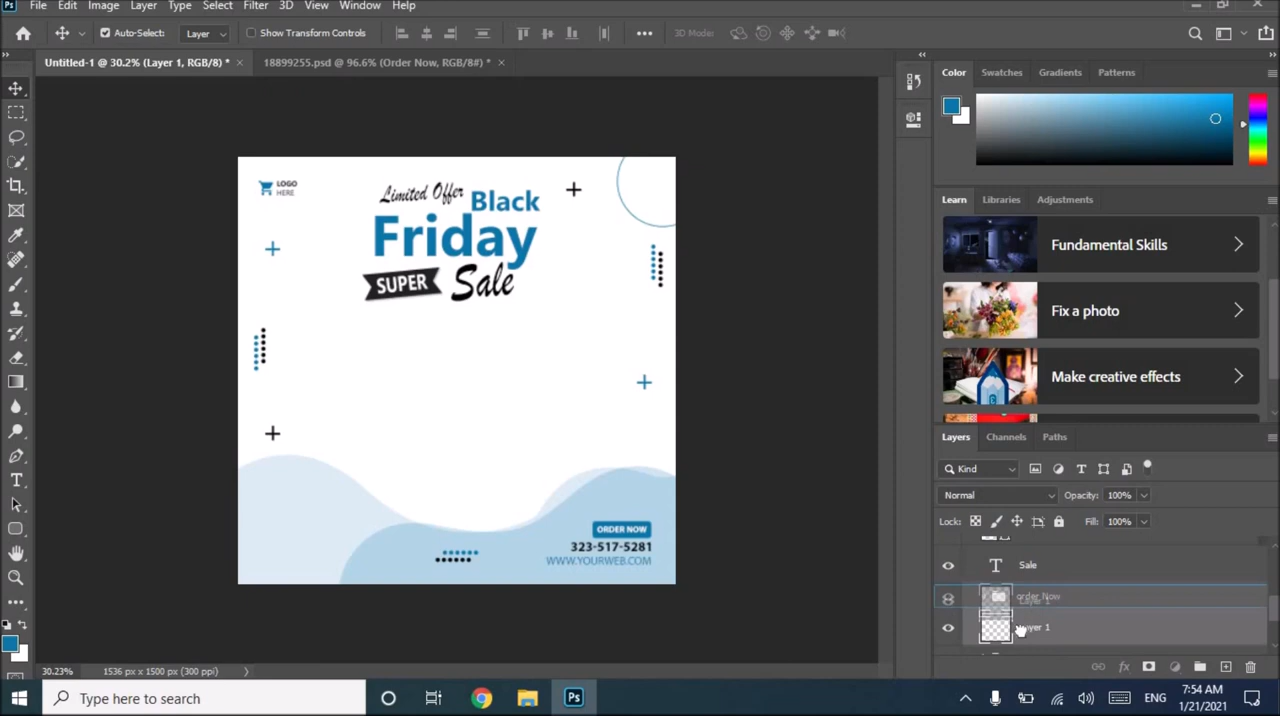 Ps File Edit Image Layer Type Select Filter 3D View Window Help
Auto-Select: Layer Show Transform Controls 3D Mode:
Untitled-1 @ 30.2% (Layer 1, RGB/8) * × 18899255.psd @ 96.6% (Order Now, RGB/8#) * ×
Color Swatches Gradients Patterns
Learn Libraries Adjustments
Fundamental Skills
Fix a photo
Make creative effects
LOGO
HERE
Limited Offer Black
Friday
SUPER Sale
ORDER NOW
323-517-5281
WWW.YOURWEB.COM
Layers Channels Paths
Kind
Normal Opacity: 100%
Lock: Fill: 100%
Sale
order Now
Layer 1
Layer 1
fx
30.23% 1536 px x 1500 px (300 ppi)
Type here to search
Ps
ENG
7:54 AM
1/21/2021